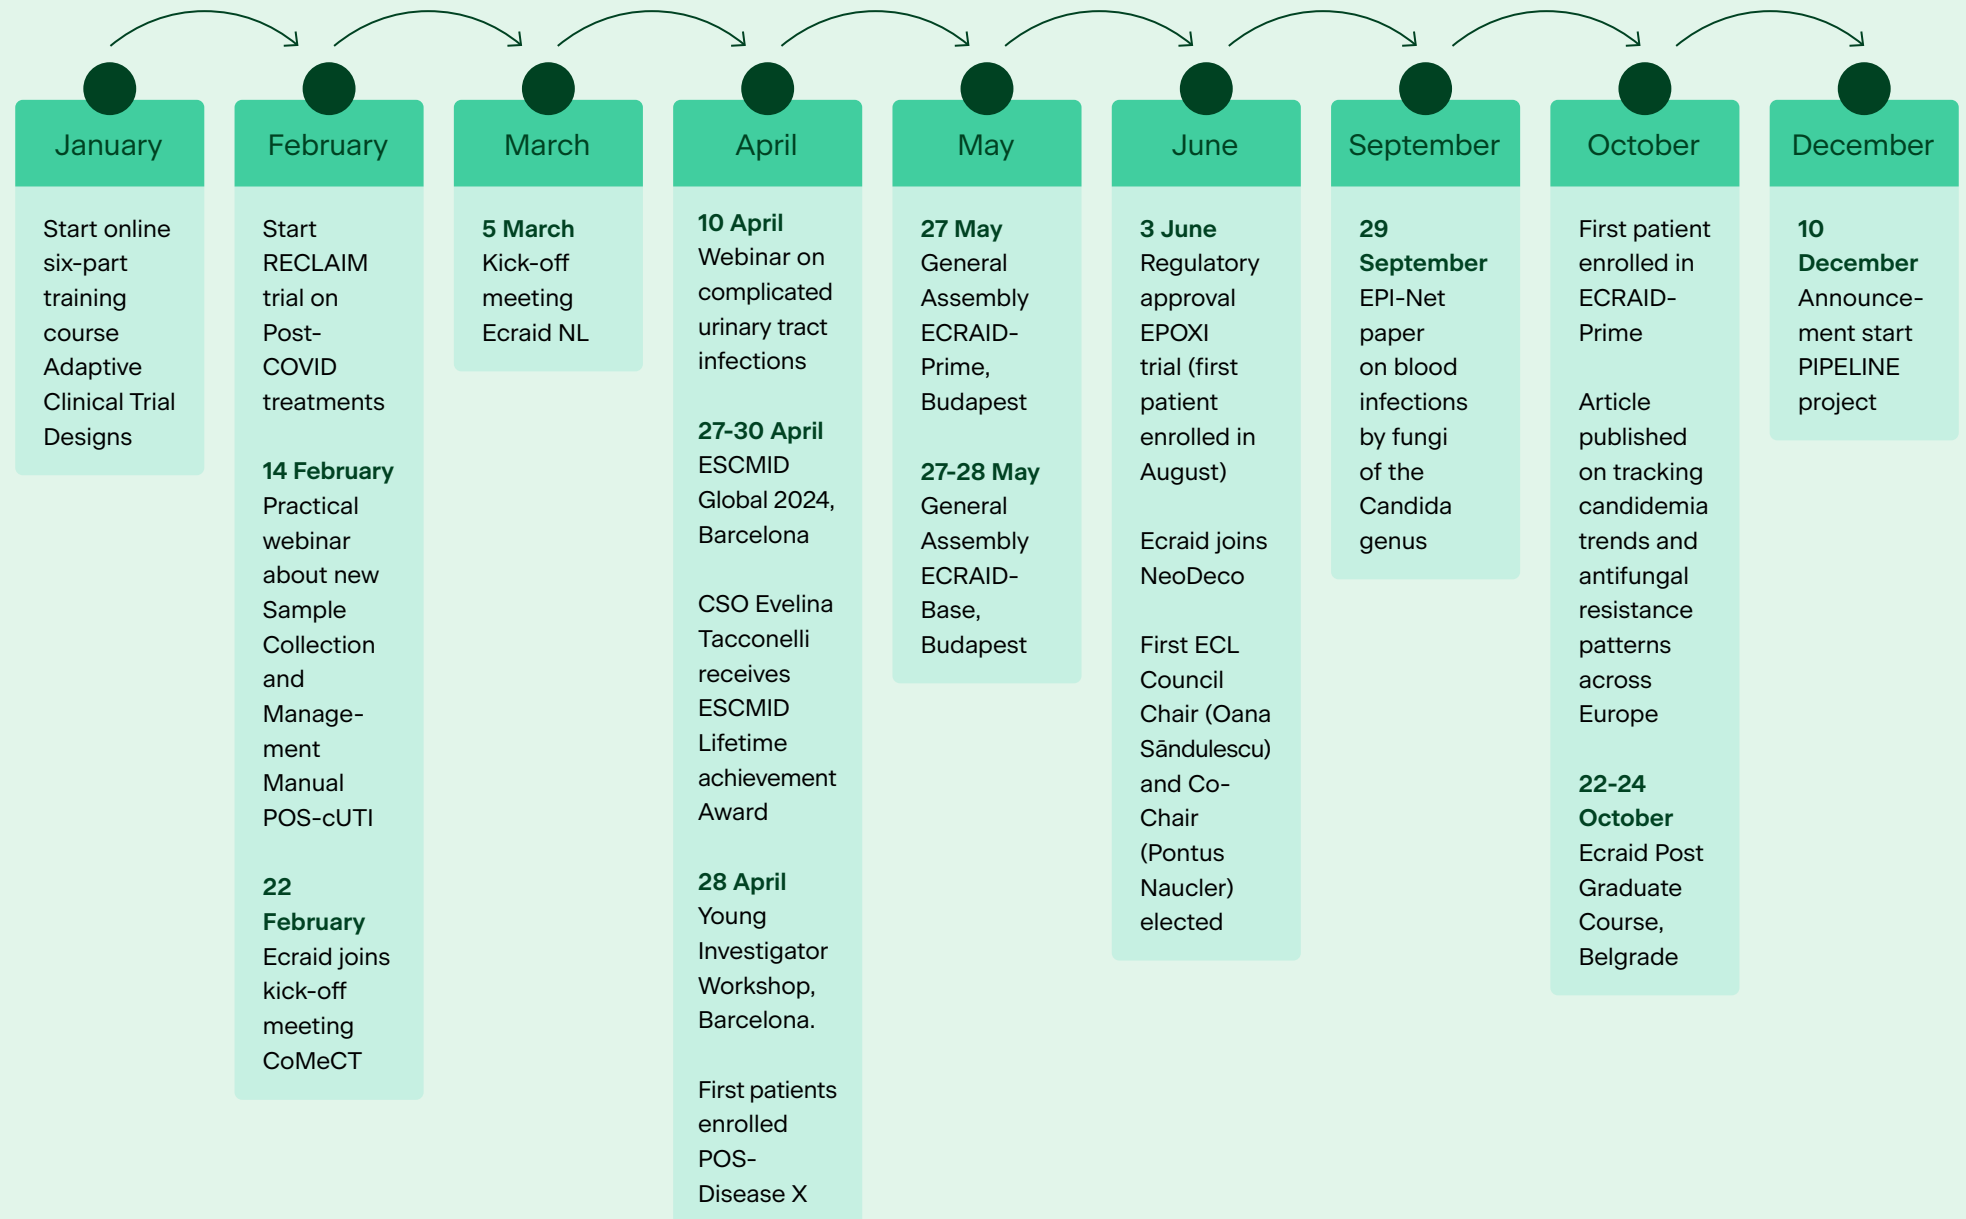 January
Start online
six-part
training
course
Adaptive
Clinical Trial
Designs
February
Start
RECLAIM
trial on
Post-
COVID
treatments
14 February
Practical
webinar
about new
Sample
Collection
and
Manage-
ment
Manual
POS-cUTI
22
February
Ecraid joins
kick-off
meeting
CoMeCT
March
5 March
Kick-off
meeting
Ecraid NL
April
10 April
Webinar on
complicated
urinary tract
infections
27-30 April
ESCMID
Global 2024,
Barcelona
CSO Evelina
Tacconelli
receives
ESCMID
Lifetime
achievement
Award
28 April
Young
Investigator
Workshop,
Barcelona.
First patients
enrolled
POS-
Disease X
May
27 May
General
Assembly
ECRAID-
Prime,
Budapest
27-28 May
General
Assembly
ECRAID-
Base,
Budapest
June
3 June
Regulatory
approval
EPOXI
trial (first
patient
enrolled in
August)
Ecraid joins
NeoDeco
First ECL
Council
Chair (Oana
Săndulescu)
and Co-
Chair
(Pontus
Naucler)
elected
September
29
September
EPI-Net
paper
on blood
infections
by fungi
of the
Candida
genus
October
First patient
enrolled in
ECRAID-
Prime
Article
published
on tracking
candidemia
trends and
antifungal
resistance
patterns
across
Europe
22-24
October
Ecraid Post
Graduate
Course,
Belgrade
December
10
December
Announce-
ment start
PIPELINE
project